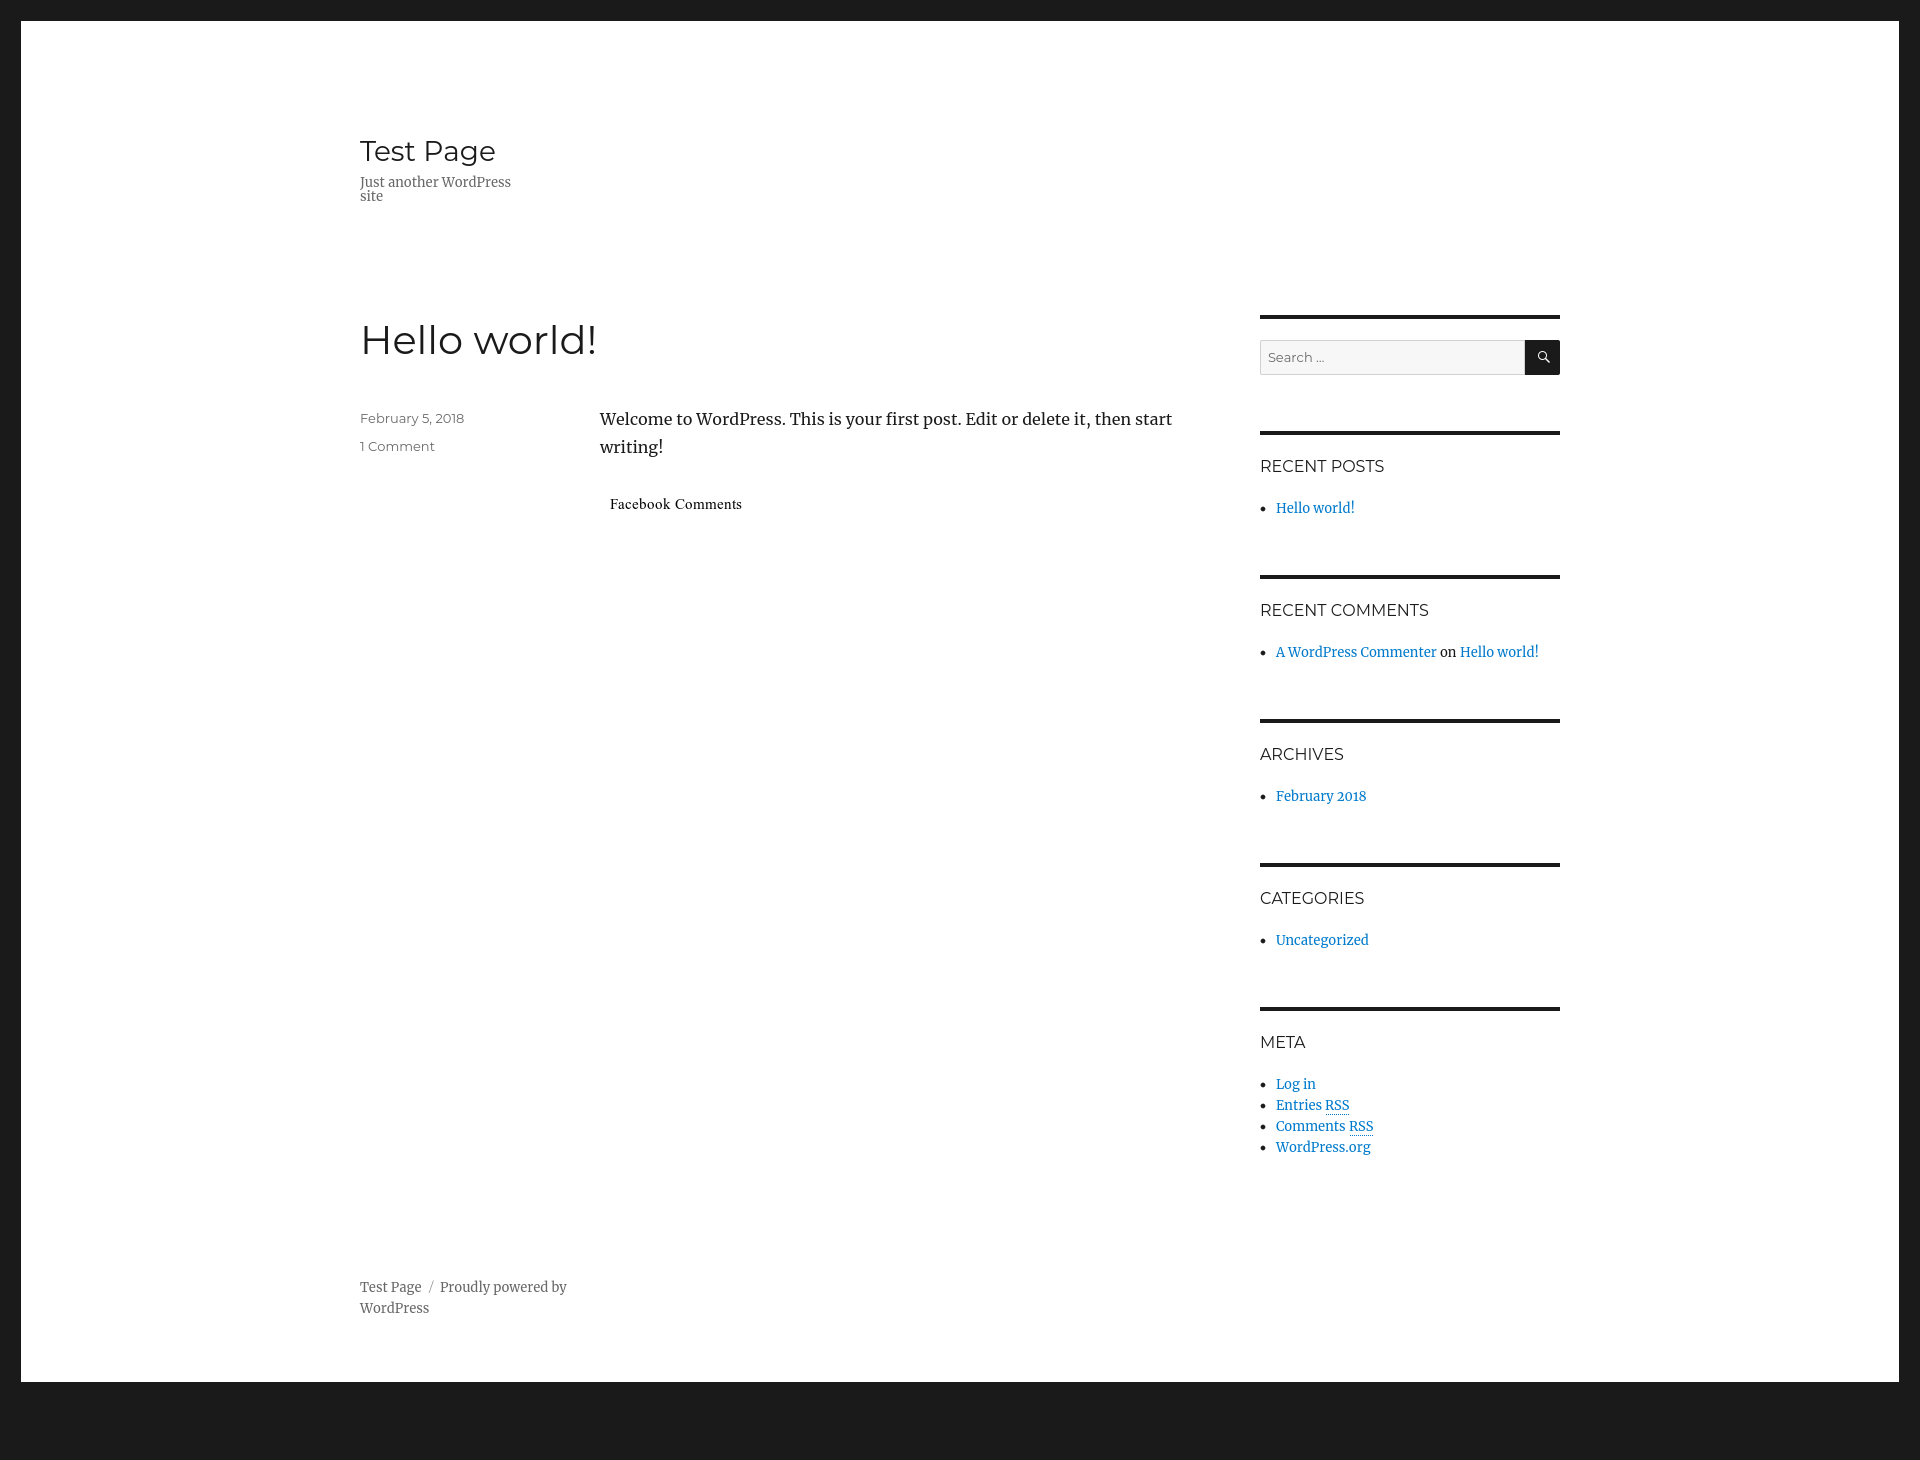 Test Page
Just another WordPress
site
Hello world!
February 5, 2018
1 Comment
Welcome to WordPress. This is your first post. Edit or delete it, then start
writing!
Facebook Comments
Search …
RECENT POSTS
Hello world!
RECENT COMMENTS
A WordPress Commenter on Hello world!
ARCHIVES
February 2018
CATEGORIES
Uncategorized
META
Log in
Entries RSS
Comments RSS
WordPress.org
Test Page / Proudly powered by
WordPress